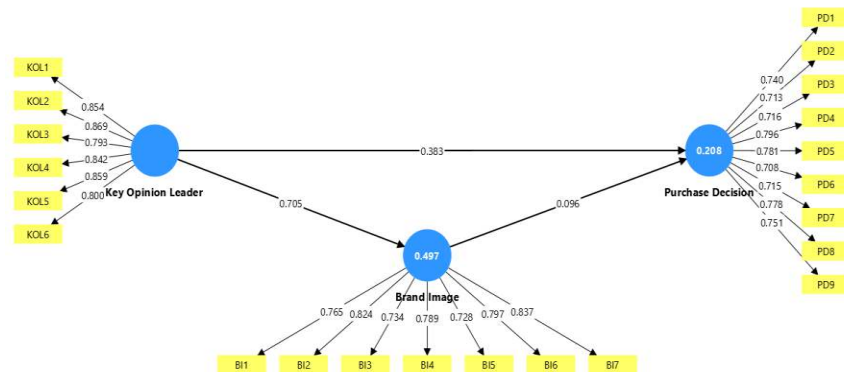 PD1
PD2
PD3
PD4
PD5
PD6
PD7
PD8
PD9
KOL1
KOL2
KOL3
KOL4
KOL5
KOL6
0.854
0.869
0.793
0.842
0.859
0.800
Key Opinion Leader
0.383
0.705
0.096
0.740
0.713
0.716
0.796
0.781
0.708
0.715
0.778
0.751
0.208
Purchase Decision
0.497
Brand Image
0.765
0.824
0.734
0.789
0.728
0.797
0.837
BI1
BI2
BI3
BI4
BI5
BI6
BI7